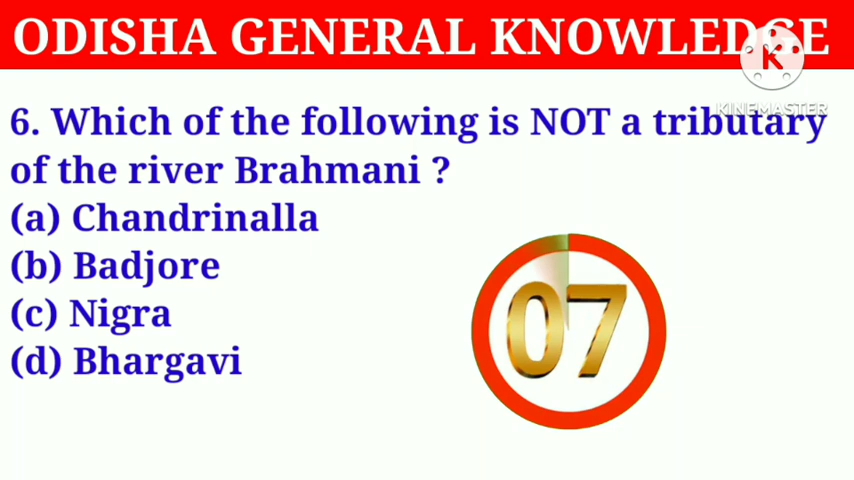 ODISHA GENERAL KNOWLEDGE
KINEMASTER
6. Which of the following is NOT a tributary
of the river Brahmani ?
(a) Chandrinalla
(b) Badjore
(c) Nigra
(d) Bhargavi
07